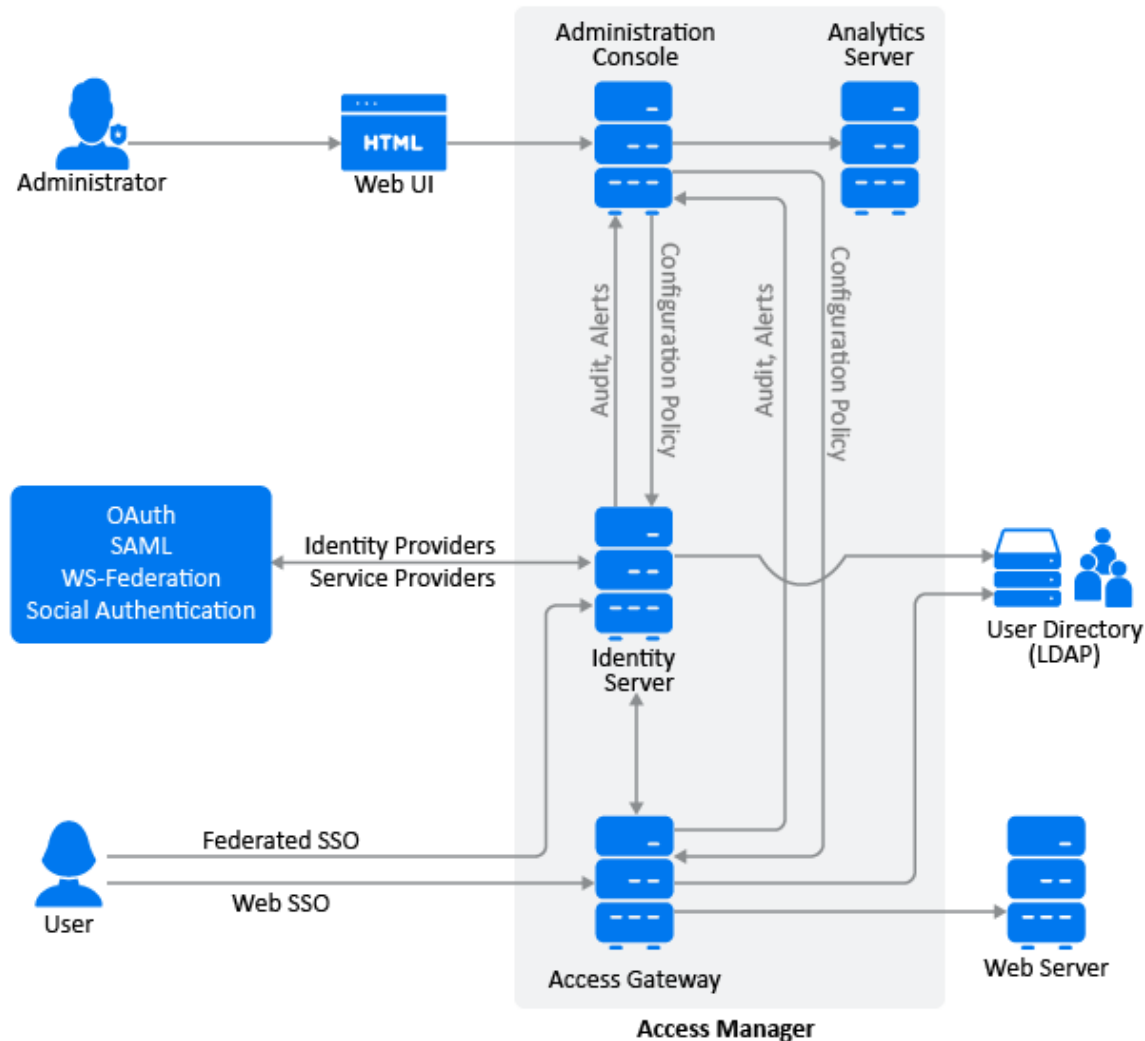 Administration
Console
Analytics
Server
HTML
Administrator
Web UI
Audit, Alerts
Configuration Policy
Audit, Alerts
Configuration Policy
OAuth
SAML
WS-Federation
Social Authentication
Identity Providers
Service Providers
Identity
Server
User Directory
(LDAP)
Federated SSO
Web SSO
User
Access Gateway
Web Server
Access Manager